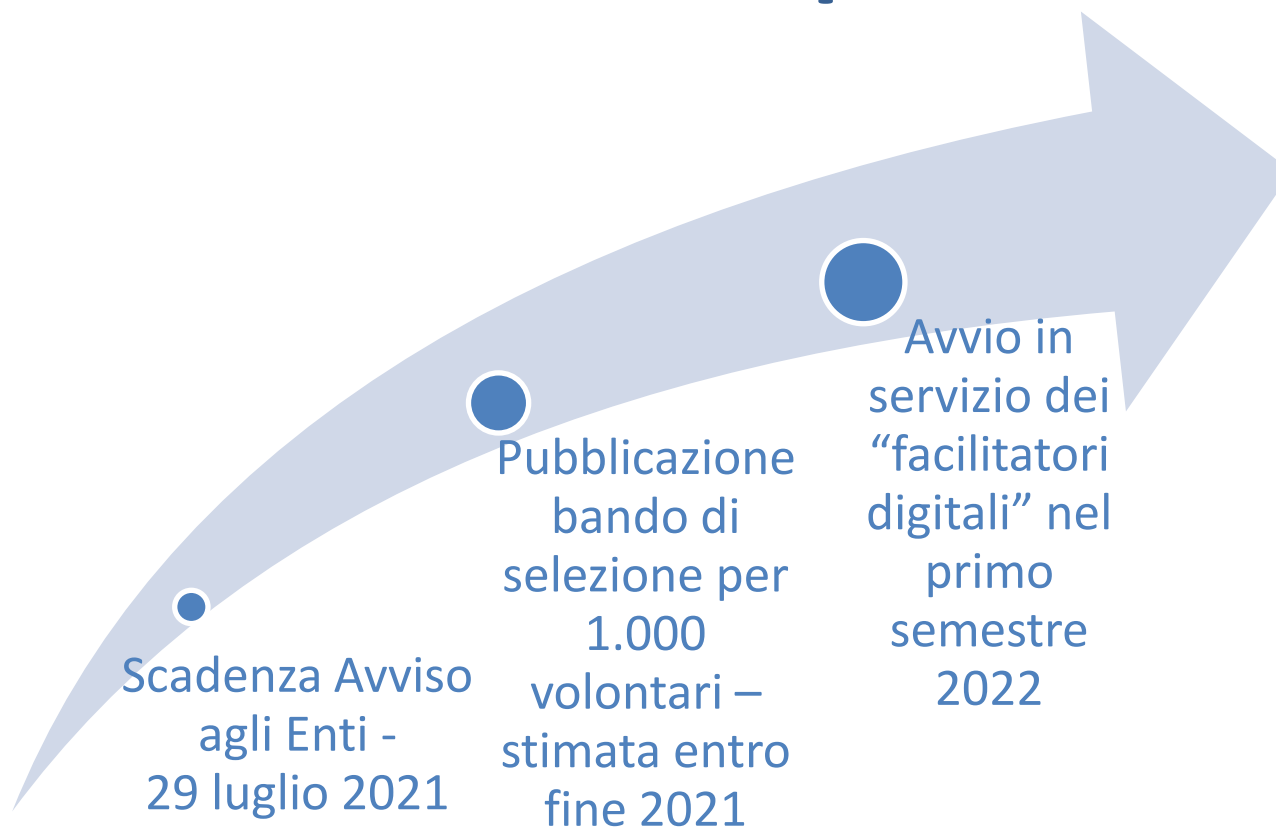 Scadenza Avviso
agli Enti -
29 luglio 2021
Pubblicazione
bando di
selezione per
1.000
volontari –
stimata entro
fine 2021
Avvio in
servizio dei
“facilitatori
digitali” nel
primo
semestre
2022